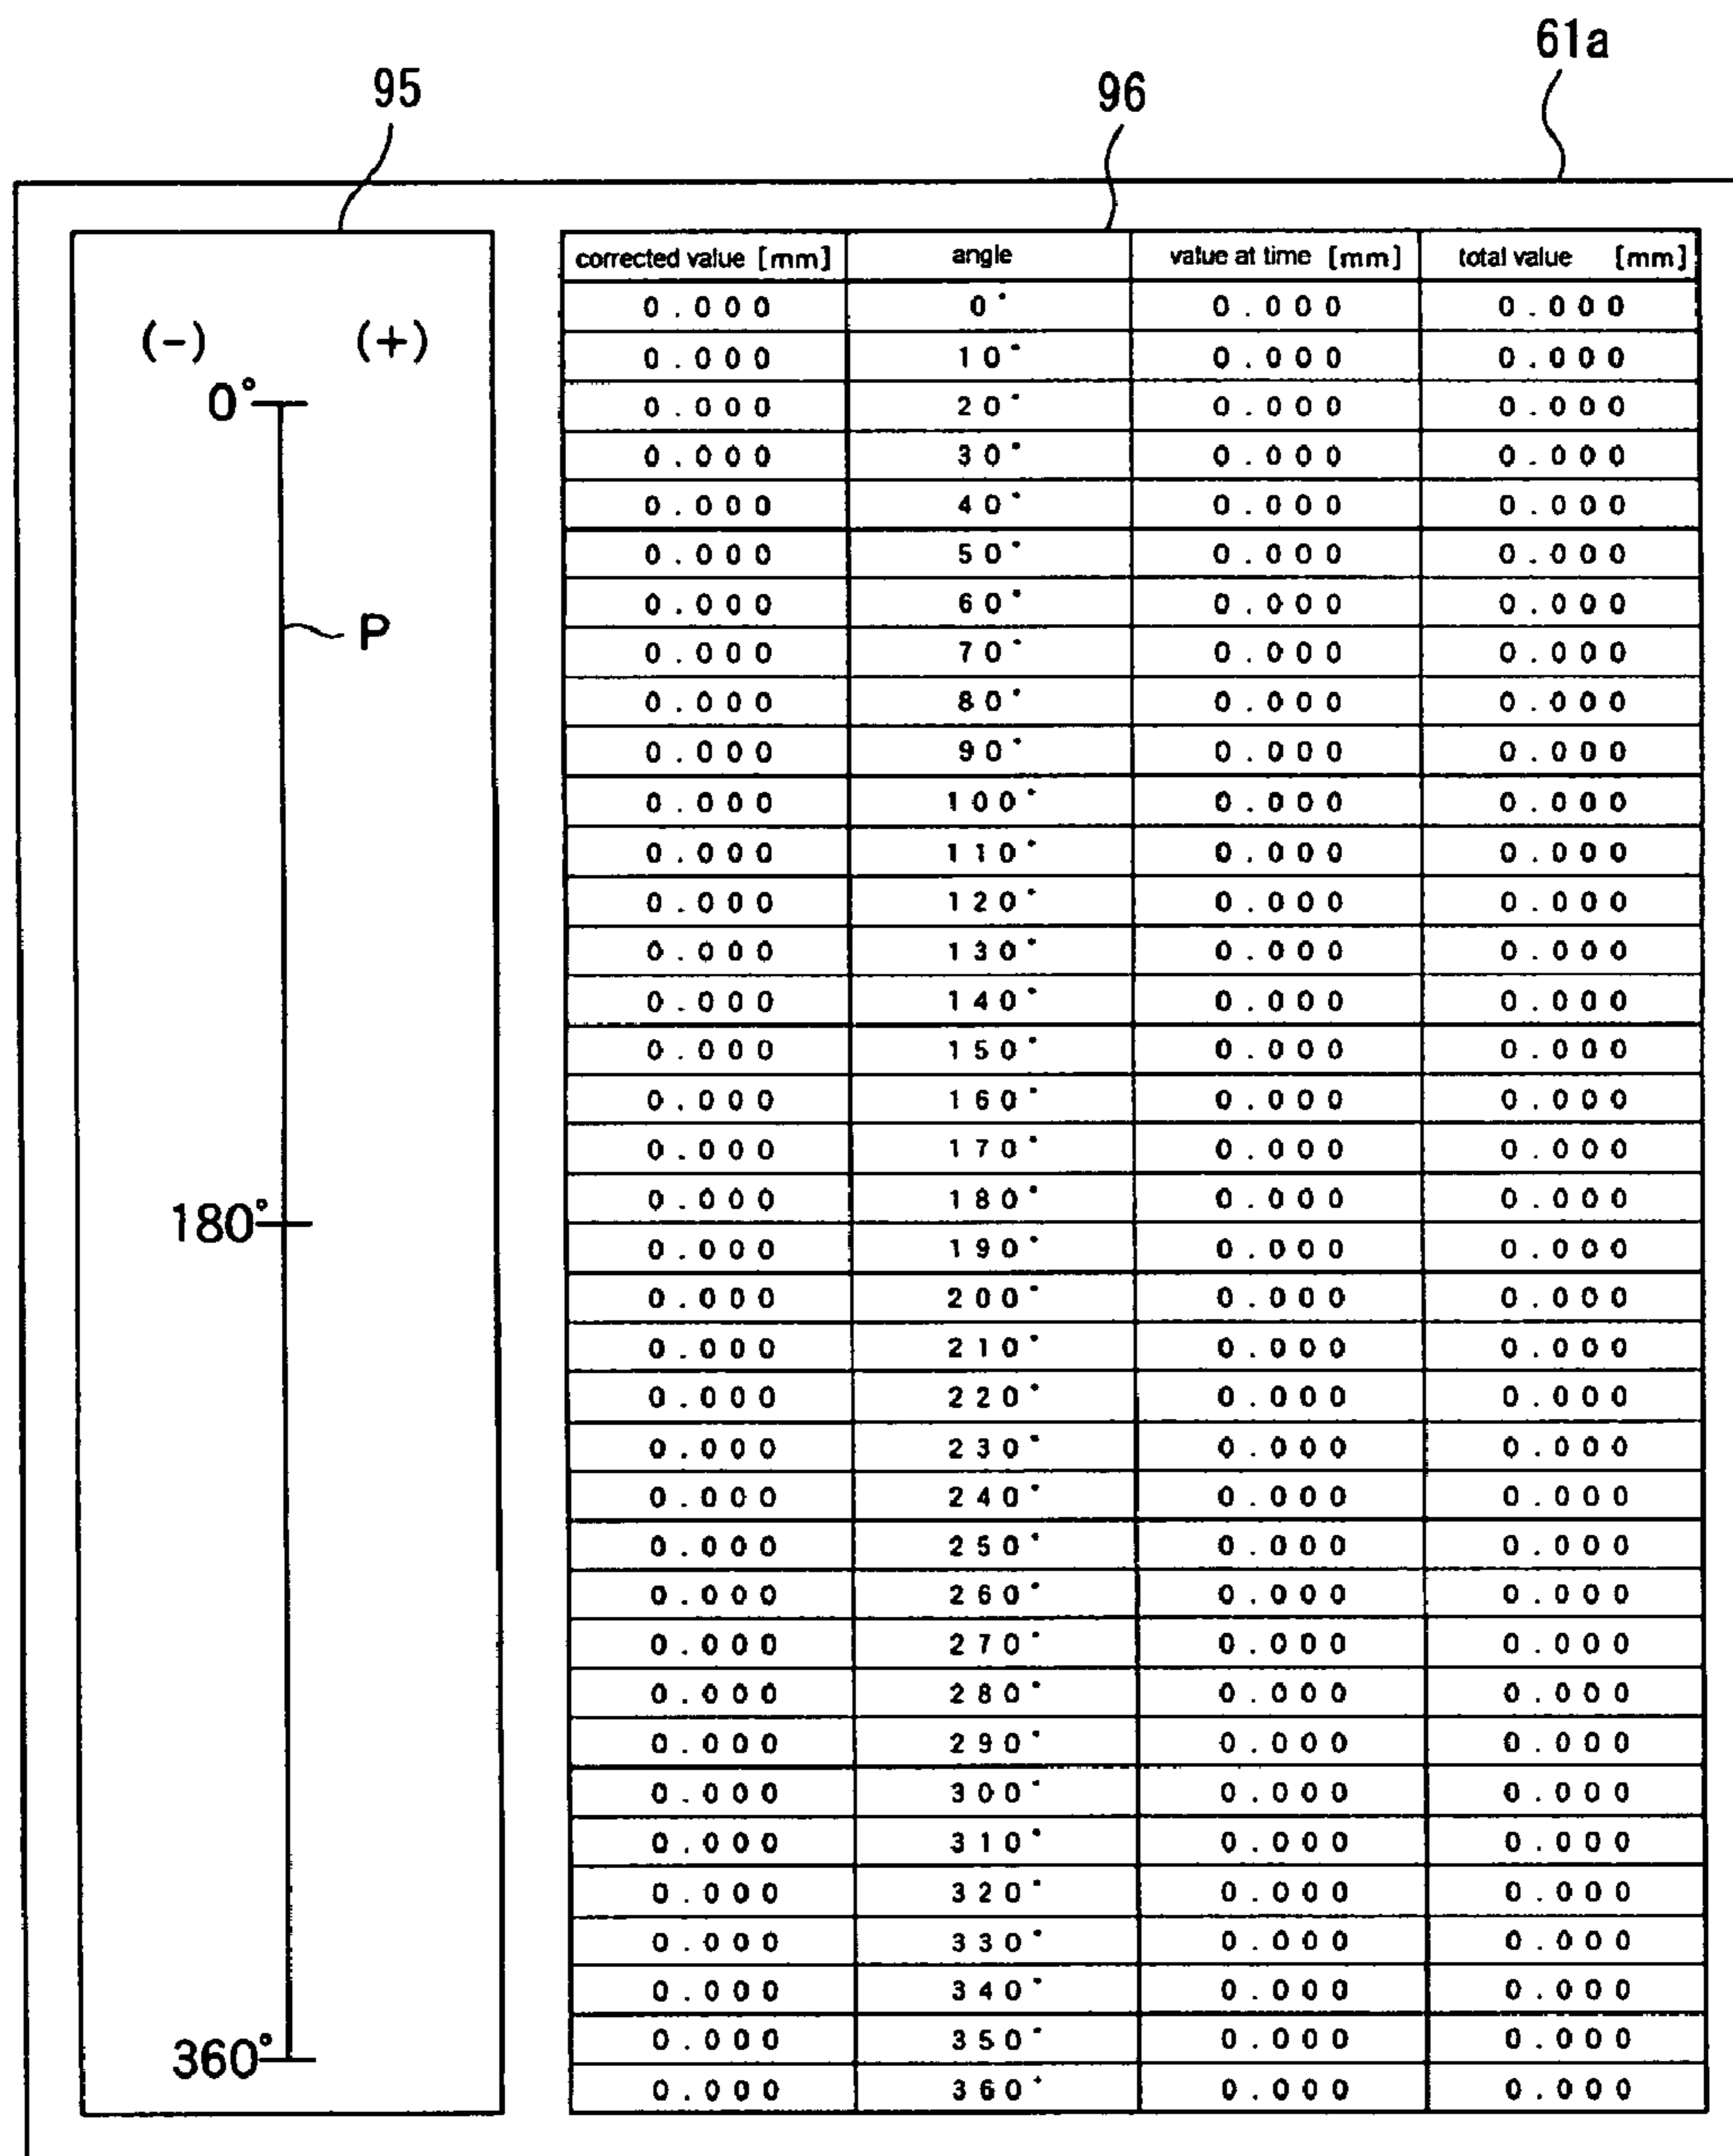 61a
95
96
(-) (+)
0°
P
180°
360°
corrected value [mm] angle value at time [mm] total value [mm]
0.000 0° 0.000 0.000
0.000 10° 0.000 0.000
0.000 20° 0.000 0.000
0.000 30° 0.000 0.000
0.000 40° 0.000 0.000
0.000 50° 0.000 0.000
0.000 60° 0.000 0.000
0.000 70° 0.000 0.000
0.000 80° 0.000 0.000
0.000 90° 0.000 0.000
0.000 100° 0.000 0.000
0.000 110° 0.000 0.000
0.000 120° 0.000 0.000
0.000 130° 0.000 0.000
0.000 140° 0.000 0.000
0.000 150° 0.000 0.000
0.000 160° 0.000 0.000
0.000 170° 0.000 0.000
0.000 180° 0.000 0.000
0.000 190° 0.000 0.000
0.000 200° 0.000 0.000
0.000 210° 0.000 0.000
0.000 220° 0.000 0.000
0.000 230° 0.000 0.000
0.000 240° 0.000 0.000
0.000 250° 0.000 0.000
0.000 260° 0.000 0.000
0.000 270° 0.000 0.000
0.000 280° 0.000 0.000
0.000 290° 0.000 0.000
0.000 300° 0.000 0.000
0.000 310° 0.000 0.000
0.000 320° 0.000 0.000
0.000 330° 0.000 0.000
0.000 340° 0.000 0.000
0.000 350° 0.000 0.000
0.000 360° 0.000 0.000